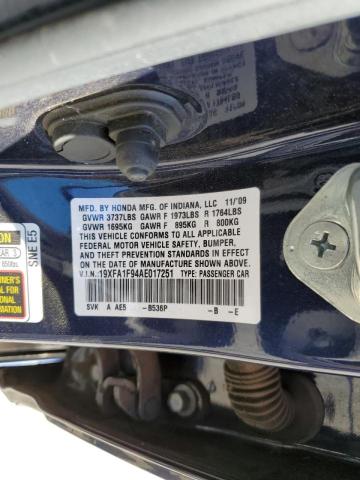 MFD. BY HONDA MFG. OF INDIANA, LLC 11/'09
GVWR 3737LBS GAWR F 1973LBS R 1764LBS
GVWR 1695KG GAWR F 895KG R 800KG
THIS VEHICLE CONFORMS TO ALL APPLICABLE
FEDERAL MOTOR VEHICLE SAFETY, BUMPER,
AND THEFT PREVENTION STANDARDS IN EFFECT
ON THE DATE OF MANUFACTURE SHOWN ABOVE.
V.I.N.: 19XFA1F94AE017251 TYPE: PASSENGER CAR
SVK A AE5 -B536P -B -E
SNE E5